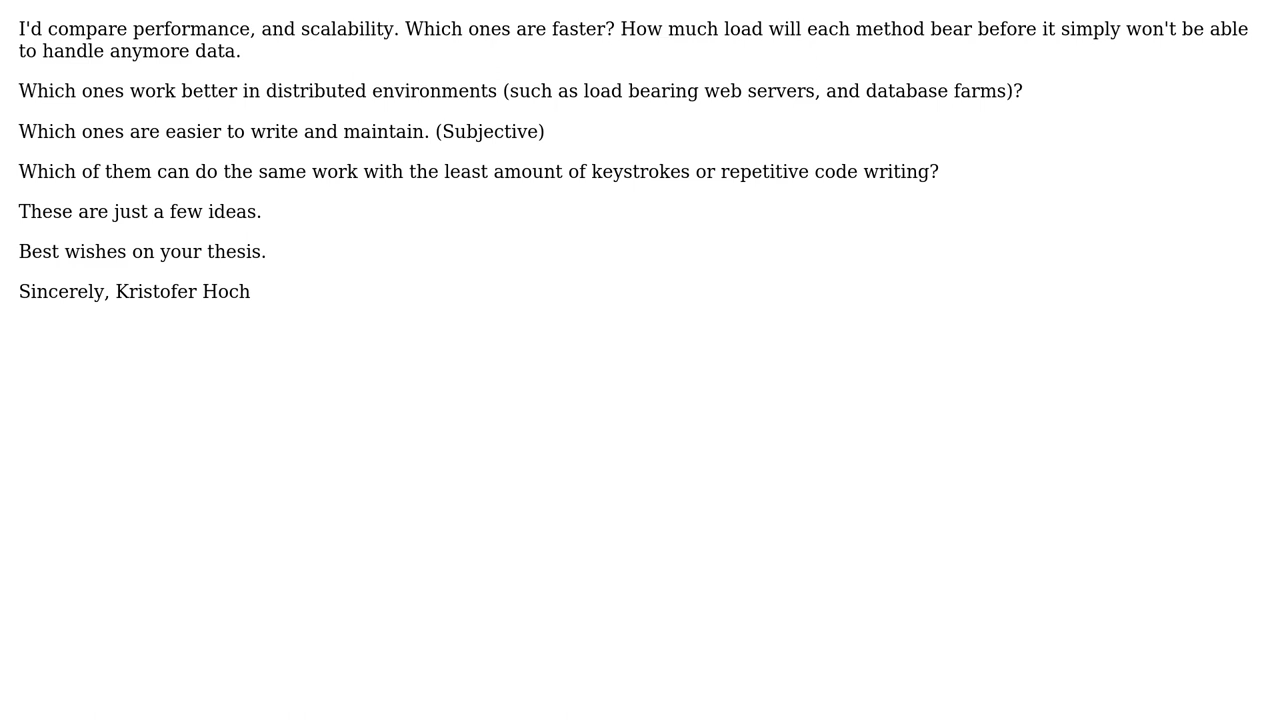 I'd compare performance, and scalability. Which ones are faster? How much load will each method bear before it simply won't be able
to handle anymore data.
Which ones work better in distributed environments (such as load bearing web servers, and database farms)?
Which ones are easier to write and maintain. (Subjective)
Which of them can do the same work with the least amount of keystrokes or repetitive code writing?
These are just a few ideas.
Best wishes on your thesis.
Sincerely, Kristofer Hoch